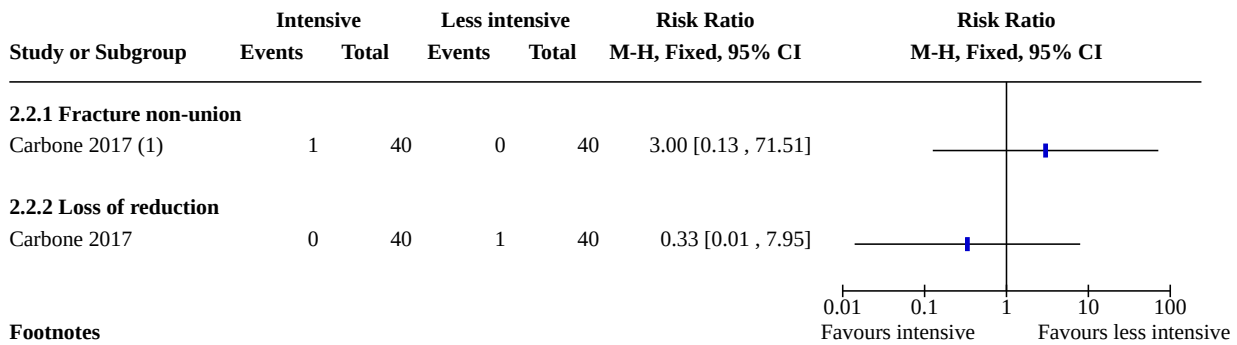 Intensive Less intensive Risk Ratio Risk Ratio
Study or Subgroup Events Total Events Total M-H, Fixed, 95% CI M-H, Fixed, 95% CI
2.2.1 Fracture non-union
Carbone 2017 (1) 1 40 0 40 3.00 [0.13 , 71.51]
2.2.2 Loss of reduction
Carbone 2017 0 40 1 40 0.33 [0.01 , 7.95]
0.01 0.1 1 10 100
Footnotes Favours intensive Favours less intensive